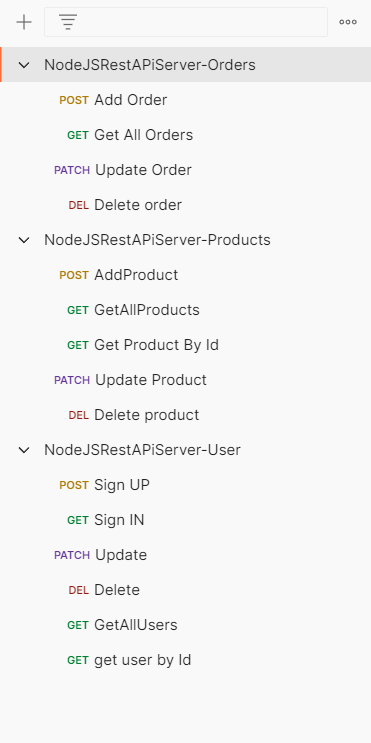 NodeJSRestAPiServer-Orders
POST Add Order
GET Get All Orders
PATCH Update Order
DEL Delete order
NodeJSRestAPiServer-Products
POST AddProduct
GET GetAllProducts
GET Get Product By Id
PATCH Update Product
DEL Delete product
NodeJSRestAPiServer-User
POST Sign UP
GET Sign IN
PATCH Update
DEL Delete
GET GetAllUsers
GET get user by Id